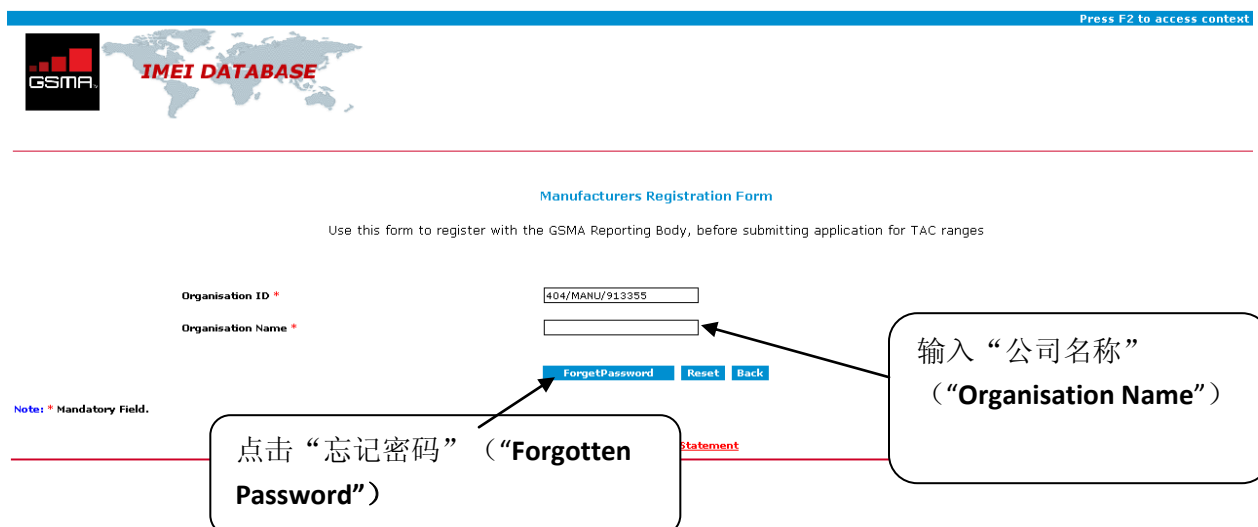 Press F2 to access context
GSMA
IMEI DATABASE
Manufacturers Registration Form
Use this form to register with the GSMA Reporting Body, before submitting application for TAC ranges
Organisation ID *
404/MANU/913355
Organisation Name *
输入“公司名称”
（“Organisation Name”）
ForgetPassword Reset Back
Note: * Mandatory Field.
点击“忘记密码”（“Forgotten
Password”）
Statement